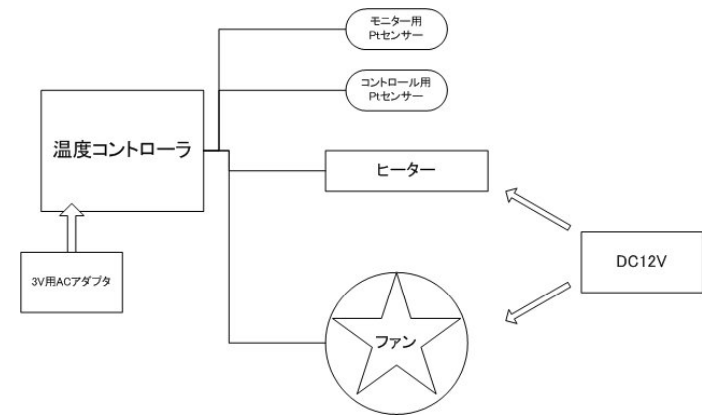 モニター用
Ptセンサー
コントロール用
Ptセンサー
温度コントローラ
ヒーター
DC12V
3V用ACアダプタ
ファン